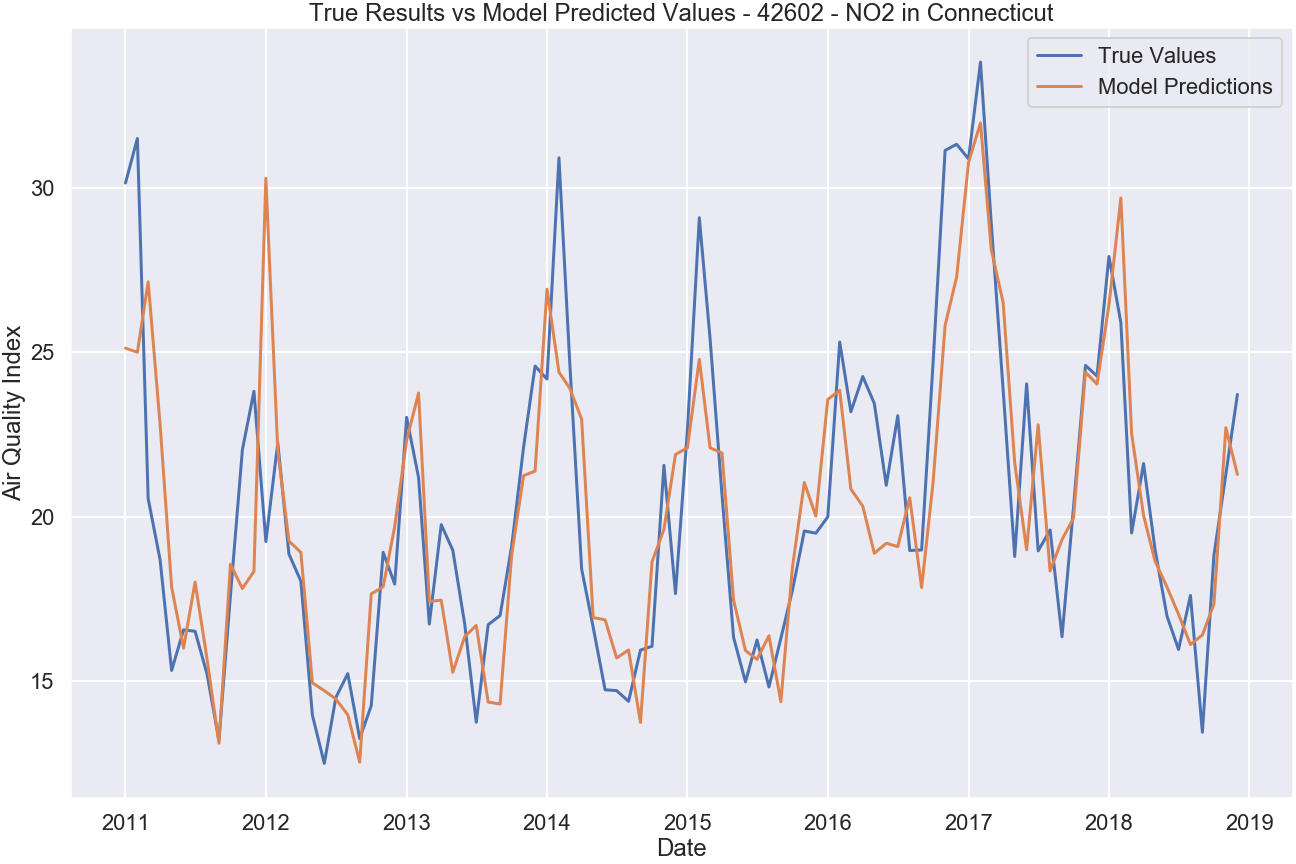 True Results vs Model Predicted Values - 42602 - NO2 in Connecticut
True Values
Model Predictions
Air Quality Index
30
25
20
15
2011 2012 2013 2014 2015 2016 2017 2018 2019
Date